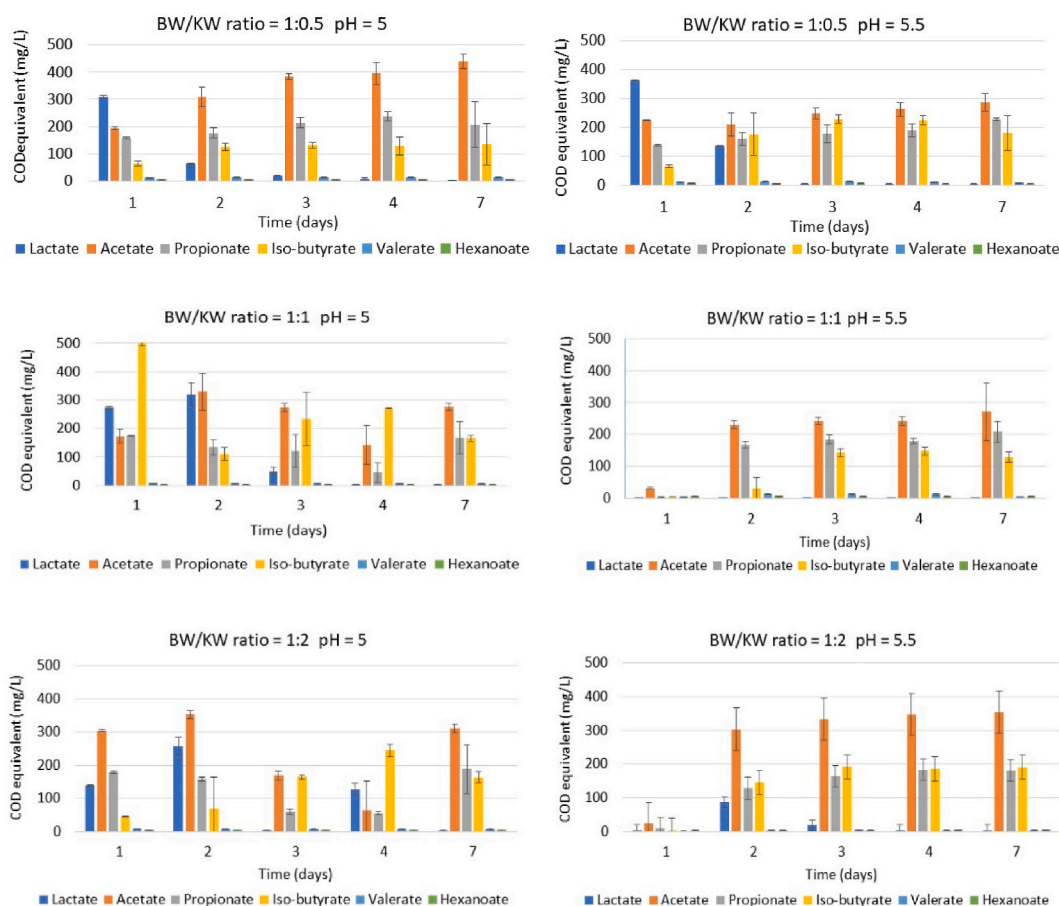 BW/KW ratio = 1:0.5 pH = 5
CODequivalent (mg/L)
500
400
300
200
100
0
1 2 3 4 7
Time (days)
Lactate Acetate Propionate Iso-butyrate Valerate Hexanoate
BW/KW ratio = 1:0.5 pH = 5.5
COD equivalent (mg/L)
500
400
300
200
100
0
1 2 3 4 7
Time (days)
Lactate Acetate Propionate Iso-butyrate Valerate Hexanoate
BW/KW ratio = 1:1 pH = 5
COD equivalent (mg/L)
500
400
300
200
100
0
1 2 3 4 7
Time (days)
Lactate Acetate Propionate Iso-butyrate Valerate Hexanoate
BW/KW ratio = 1:1 pH = 5.5
COD equivalent (mg/L)
500
400
300
200
100
0
1 2 3 4 7
Time (days)
Lactate Acetate Propionate Iso-butyrate Valerate Hexanoate
BW/KW ratio = 1:2 pH = 5
COD equivalent (mg/L)
500
400
300
200
100
0
1 2 3 4 7
Time (days)
Lactate Acetate Propionate Iso-butyrate Valerate Hexanoate
BW/KW ratio = 1:2 pH = 5.5
COD equivalent (mg/L)
500
400
300
200
100
0
1 2 3 4 7
Time (days)
Lactate Acetate Propionate Iso-butyrate Valerate Hexanoate